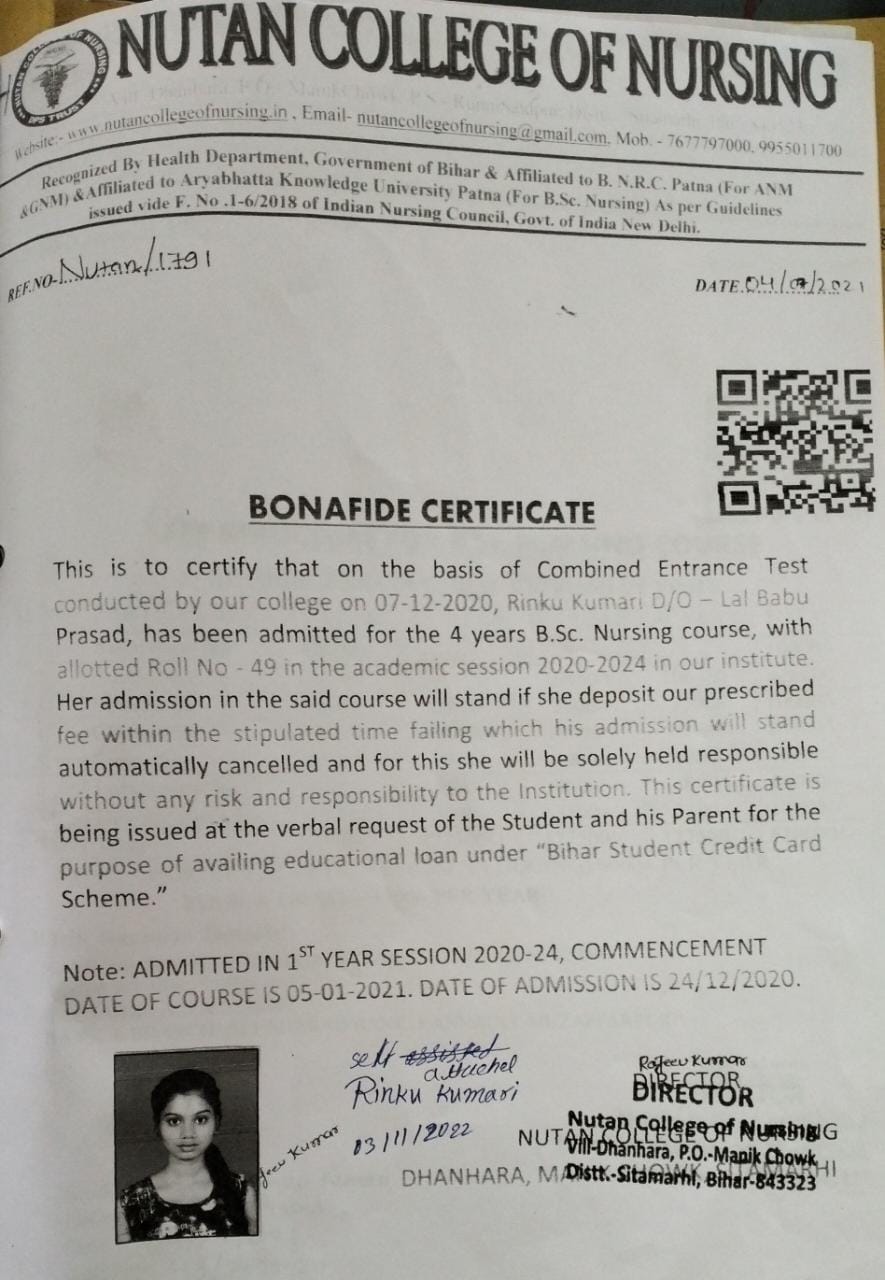 NUTAN COLLEGE OF NURSING
Website:- www.nutancollegeofnursing.in , Email- nutancollegeofnursing@gmail.com, Mob. - 7677797000, 9955011700
Recognized By Health Department, Government of Bihar & Affiliated to B. N.R.C. Patna (For ANM
&GNM) &Affiliated to Aryabhatta Knowledge University Patna (For B.Sc. Nursing) As per Guidelines
issued vide F. No .1-6/2018 of Indian Nursing Council, Govt. of India New Delhi.
REF.NO-Nutan/1791
DATE.04/07/2021
BONAFIDE CERTIFICATE
This is to certify that on the basis of Combined Entrance Test
conducted by our college on 07-12-2020, Rinku Kumari D/O – Lal Babu
Prasad, has been admitted for the 4 years B.Sc. Nursing course, with
allotted Roll No - 49 in the academic session 2020-2024 in our institute.
Her admission in the said course will stand if she deposit our prescribed
fee within the stipulated time failing which his admission will stand
automatically cancelled and for this she will be solely held responsible
without any risk and responsibility to the Institution. This certificate is
being issued at the verbal request of the Student and his Parent for the
purpose of availing educational loan under “Bihar Student Credit Card
Scheme.”
Note: ADMITTED IN 1ST YEAR SESSION 2020-24, COMMENCEMENT
DATE OF COURSE IS 05-01-2021. DATE OF ADMISSION IS 24/12/2020.
self
attachel
Rinku Kumari
03/11/2022
Rajeev Kumar
DIRECTOR
DIRECTOR
Nutan College of Nursing
NUTAN COLLEGE OF NURSING
Vill-Dhanhara, P.O.-Manik Chowk
DHANHARA, MANIK CHOWK, SITAMARHI
Distt.-Sitamarhi, Bihar-843323